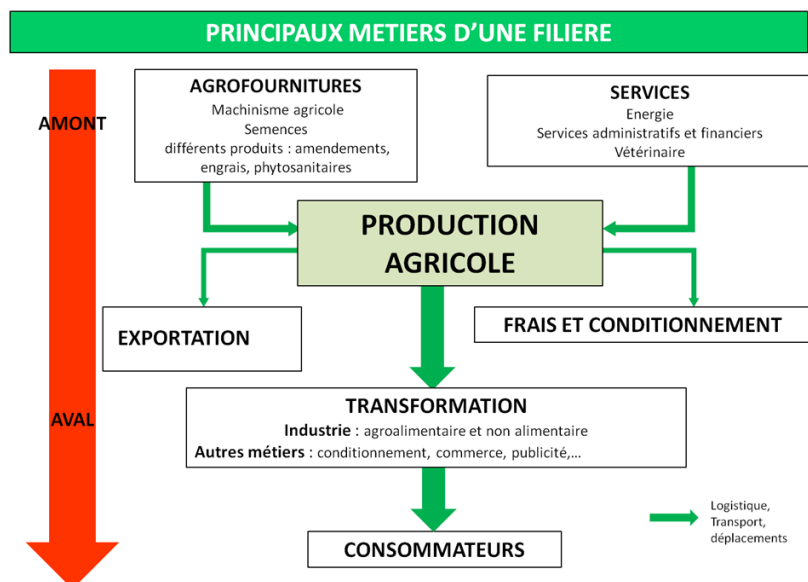 PRINCIPAUX METIERS D’UNE FILIERE
AMONT
AGROFOURNITURES
Machinisme agricole
Semences
différents produits : amendements,
engrais, phytosanitaires
SERVICES
Energie
Services administratifs et financiers
Vétérinaire
PRODUCTION
AGRICOLE
EXPORTATION
FRAIS ET CONDITIONNEMENT
AVAL
TRANSFORMATION
Industrie : agroalimentaire et non alimentaire
Autres métiers : conditionnement, commerce, publicité,...
CONSOMMATEURS
Logistique,
Transport,
déplacements